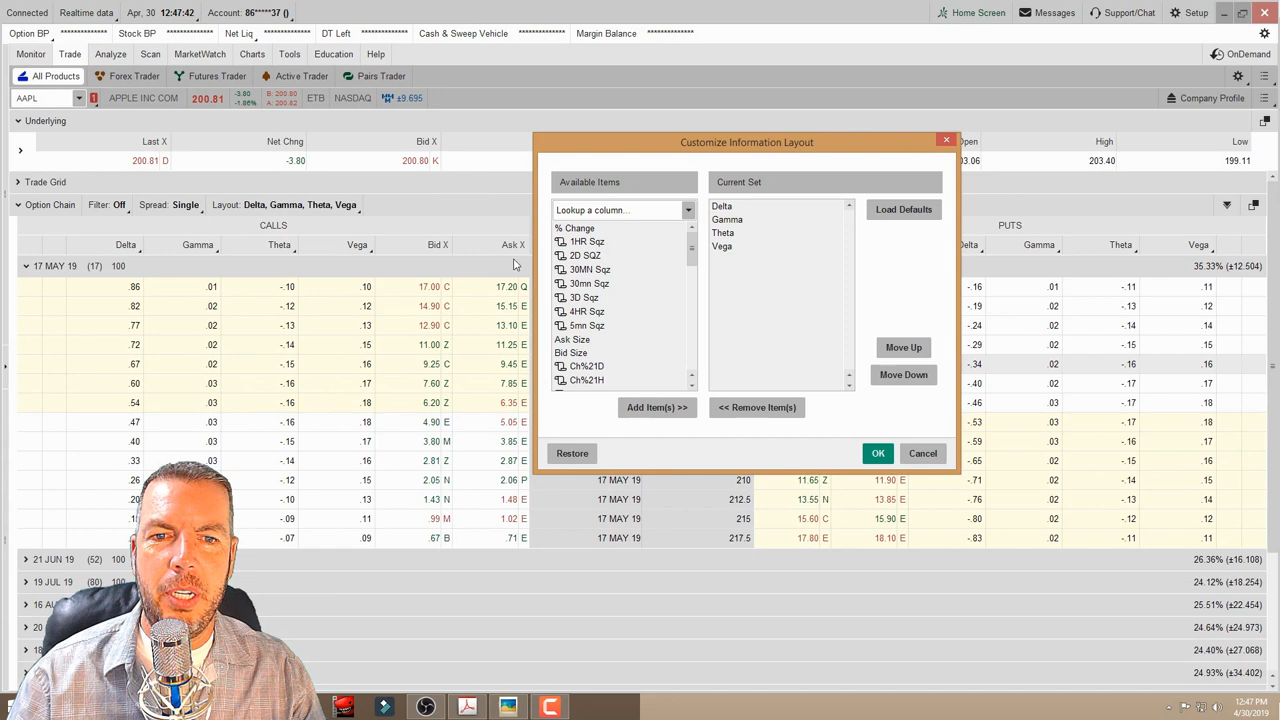 Connected Realtime data Apr, 30 12:47:42 Account: 86*****37 () Home Screen Messages Support/Chat Setup
Option BP ************** Stock BP ************** Net Liq ************** DT Left ************** Cash & Sweep Vehicle ************** Margin Balance **************
Monitor Trade Analyze Scan MarketWatch Charts Tools Education Help OnDemand
All Products Forex Trader Futures Trader Active Trader Pairs Trader
AAPL 1 APPLE INC COM 200.81 -3.80 -1.86% B: 200.80 A: 200.82 ETB NASDAQ ±9.695 Company Profile
Underlying
Last X Net Chng Bid X Open High Low
200.81 D -3.80 200.80 K 03.06 203.40 199.11
Trade Grid
Option Chain Filter: Off Spread: Single Layout: Delta, Gamma, Theta, Vega
CALLS PUTS
Delta Gamma Theta Vega Bid X Ask X Delta Gamma Theta Vega
17 MAY 19 (17) 100 35.33% (±12.504)
.86 .01 -.10 .10 17.00 C 17.20 Q -.16 .01 -.11 .11
.82 .02 -.12 .12 14.90 C 15.15 E -.19 .01 -.12 .12
.77 .02 -.13 .13 12.90 C 13.10 E -.24 .01 -.13 .13
.72 .02 -.14 .14 11.00 Z 11.25 E -.29 .02 -.14 .15
.67 .02 -.15 .16 9.25 C 9.45 E -.34 .02 -.14 .16
.60 .03 -.15 .16 7.60 Z 7.85 E -.40 .02 -.15 .17
.54 .03 -.16 .17 6.20 Z 6.35 E -.46 .02 -.15 .17
.47 .03 -.16 .17 4.90 E 5.05 E -.53 .02 -.15 .17
.40 .03 -.15 .17 3.80 M 3.85 E -.59 .02 -.15 .17
.33 .03 -.14 .16 2.81 Z 2.87 E -.65 .02 -.14 .16
.26 .02 -.12 .15 2.05 N 2.06 P 17 MAY 19 210 11.65 Z 11.90 E -.71 .02 -.14 .15
.20 .02 -.10 .13 1.43 N 1.48 E 17 MAY 19 212.5 13.55 N 13.85 E -.76 .02 -.13 .14
.02 -.09 .11 .99 M 1.02 E 17 MAY 19 215 15.60 C 15.90 E -.80 .02 -.12 .12
-.07 .09 .67 B .71 E 17 MAY 19 217.5 17.80 E 18.10 E -.83 .02 -.11 .11
21 JUN 19 (52) 100 26.36% (±16.108)
19 JUL 19 (80) 100 24.12% (±18.254)
16 25.51% (±22.454)
20 24.64% (±24.973)
24.40% (±27.068)
24.93% (±34.402)
Customize Information Layout
Available Items Current Set
Lookup a column...
% Change
1HR Sqz
2D SQZ
30MN Sqz
30mn Sqz
3D Sqz
4HR Sqz
5mn Sqz
Ask Size
Bid Size
Ch%21D
Ch%21H
Delta
Gamma
Theta
Vega
Load Defaults
Move Up
Move Down
Add Item(s) >> << Remove Item(s)
Restore OK Cancel
12:47 PM
4/30/2019